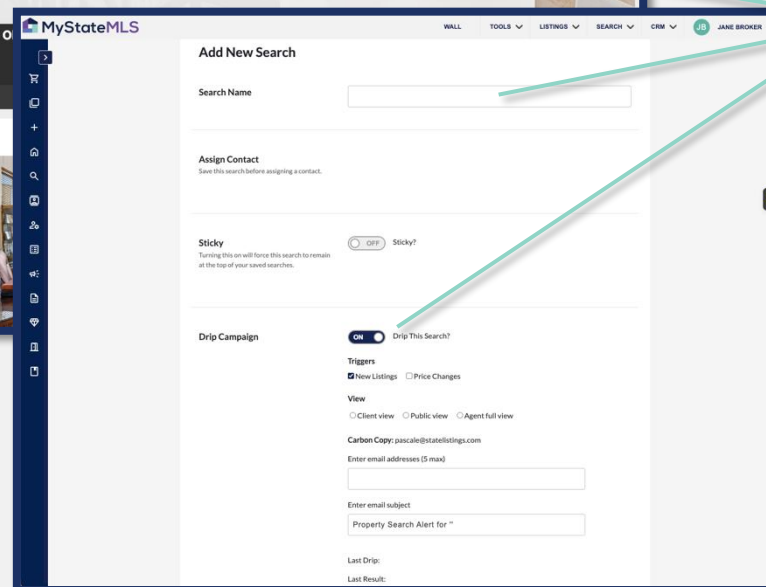 MyStateMLS
WALL TOOLS LISTINGS SEARCH CRM JB JANE BROKER
Add New Search
Search Name
Assign Contact
Save this search before assigning a contact.
Sticky
OFF Sticky?
Turning this on will force this search to remain
at the top of your saved searches.
Drip Campaign
ON Drip This Search?
Triggers
New Listings Price Changes
View
Client view Public view Agent full view
Carbon Copy: pascale@statelistings.com
Enter email addresses (5 max)
Enter email subject
Property Search Alert for "
Last Drip:
Last Result: